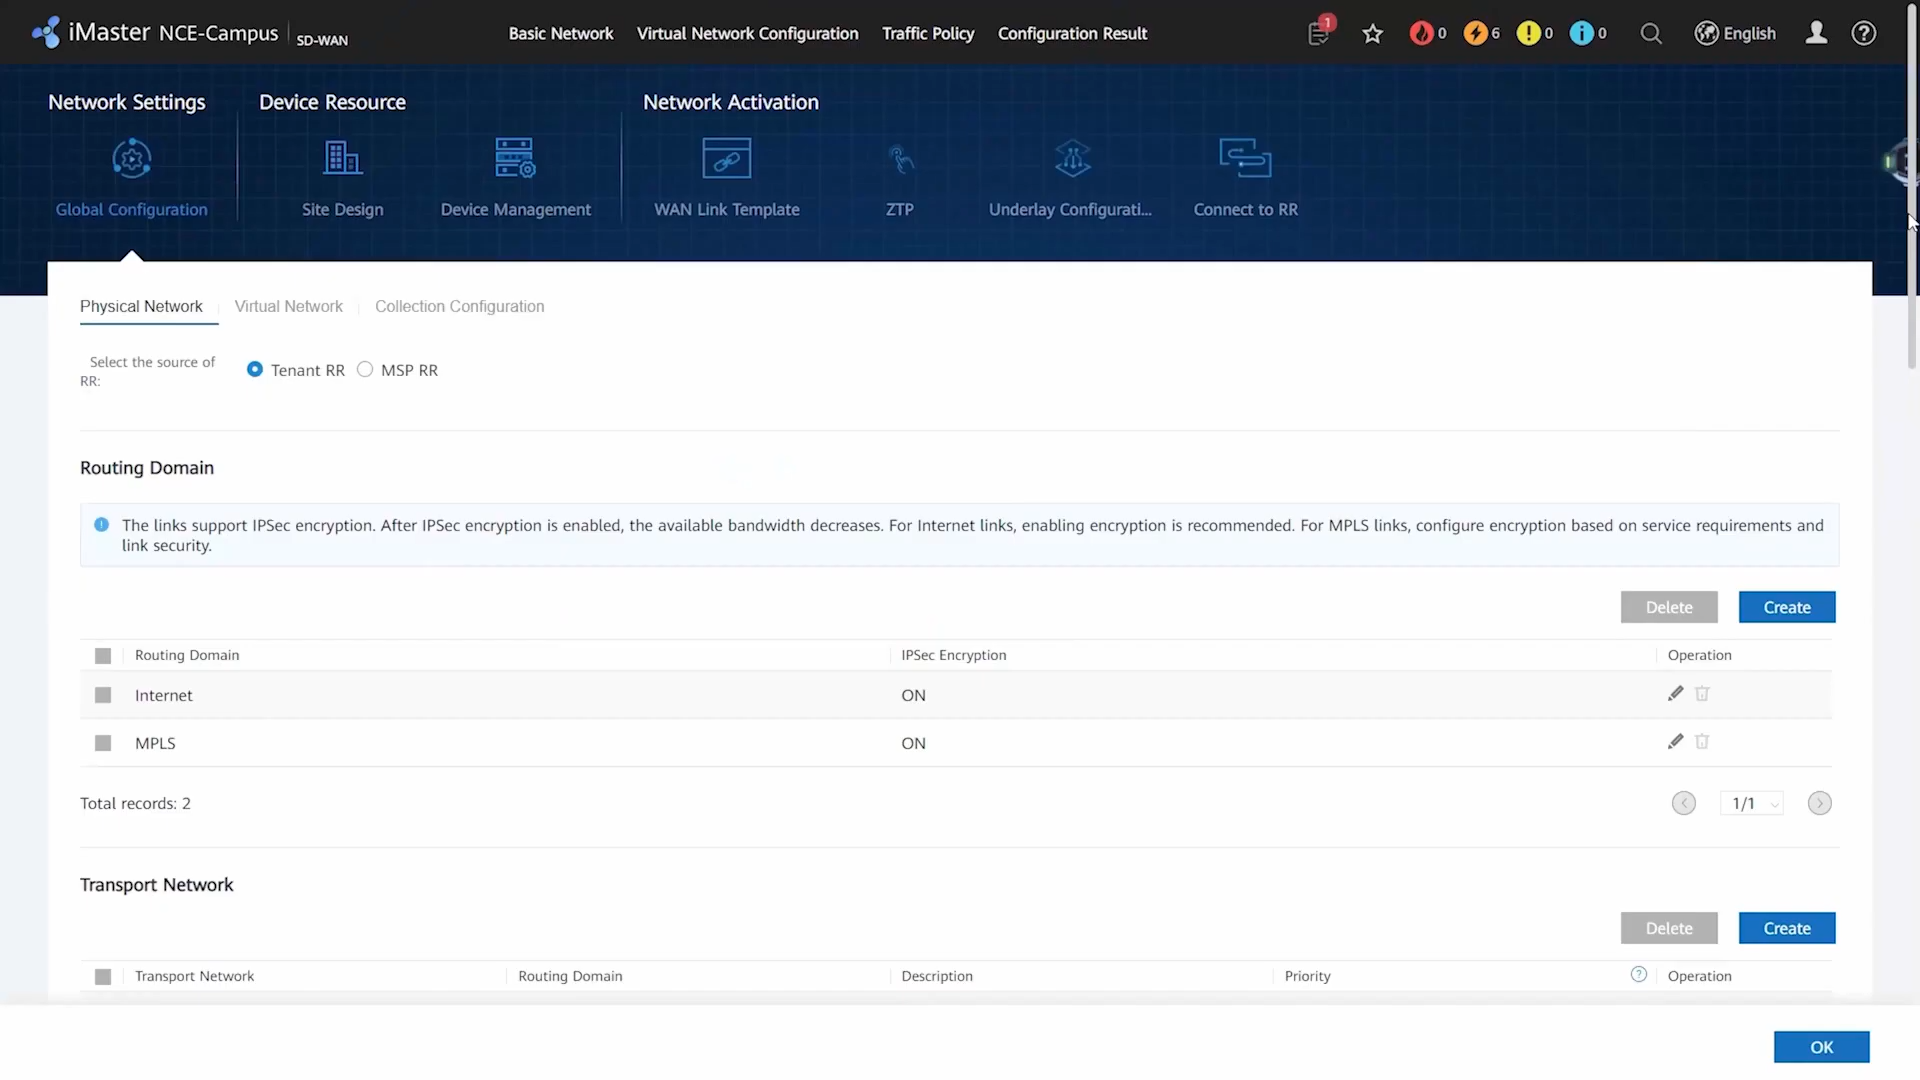 iMaster NCE-Campus SD-WAN Basic Network Virtual Network Configuration Traffic Policy Configuration Result 1 0 6 0 0 English
Network Settings Device Resource Network Activation
Global Configuration Site Design Device Management WAN Link Template ZTP Underlay Configurati... Connect to RR
Physical Network Virtual Network Collection Configuration
Select the source of
RR:
Tenant RR MSP RR
Routing Domain
The links support IPSec encryption. After IPSec encryption is enabled, the available bandwidth decreases. For Internet links, enabling encryption is recommended. For MPLS links, configure encryption based on service requirements and
link security.
Delete Create
Routing Domain IPSec Encryption Operation
Internet ON
MPLS ON
Total records: 2 1/1
Transport Network
Delete Create
Transport Network Routing Domain Description Priority Operation
OK